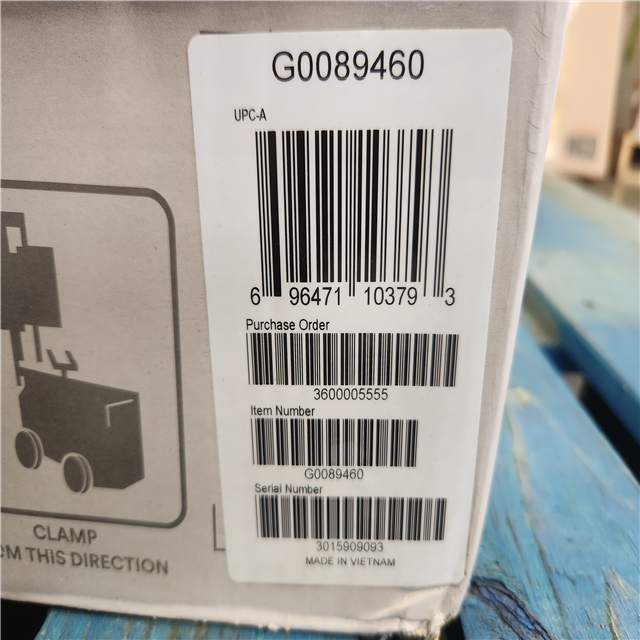 G0089460
UPC-A
6 96471 10379 3
Purchase Order
3600005555
Item Number
G0089460
Serial Number
3015909093
MADE IN VIETNAM
CLAMP
OM THIS DIRECTION